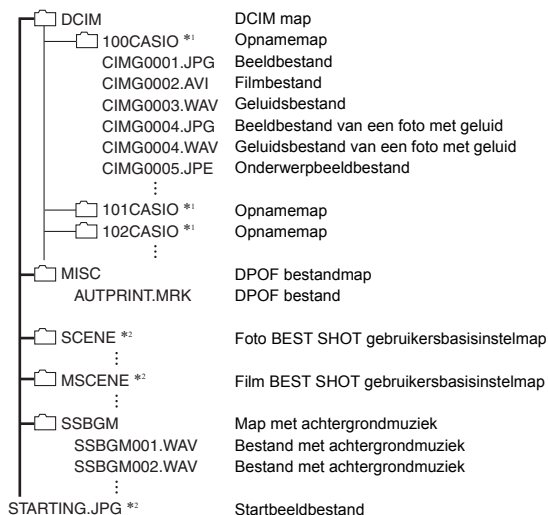 DCIM DCIM map
100CASIO *1 Opnamemap
CIMG0001.JPG Beeldbestand
CIMG0002.AVI Filmbestand
CIMG0003.WAV Geluidsbestand
CIMG0004.JPG Beeldbestand van een foto met geluid
CIMG0004.WAV Geluidsbestand van een foto met geluid
CIMG0005.JPE Onderwerpbeeldbestand
101CASIO *1 Opnamemap
102CASIO *1 Opnamemap
MISC DPOF bestandmap
AUTPRINT.MRK DPOF bestand
SCENE *2 Foto BEST SHOT gebruikersbasisinstelmap
MSCENE *2 Film BEST SHOT gebruikersbasisinstelmap
SSBGM Map met achtergrondmuziek
SSBGM001.WAV Bestand met achtergrondmuziek
SSBGM002.WAV Bestand met achtergrondmuziek
STARTING.JPG *2 Startbeeldbestand